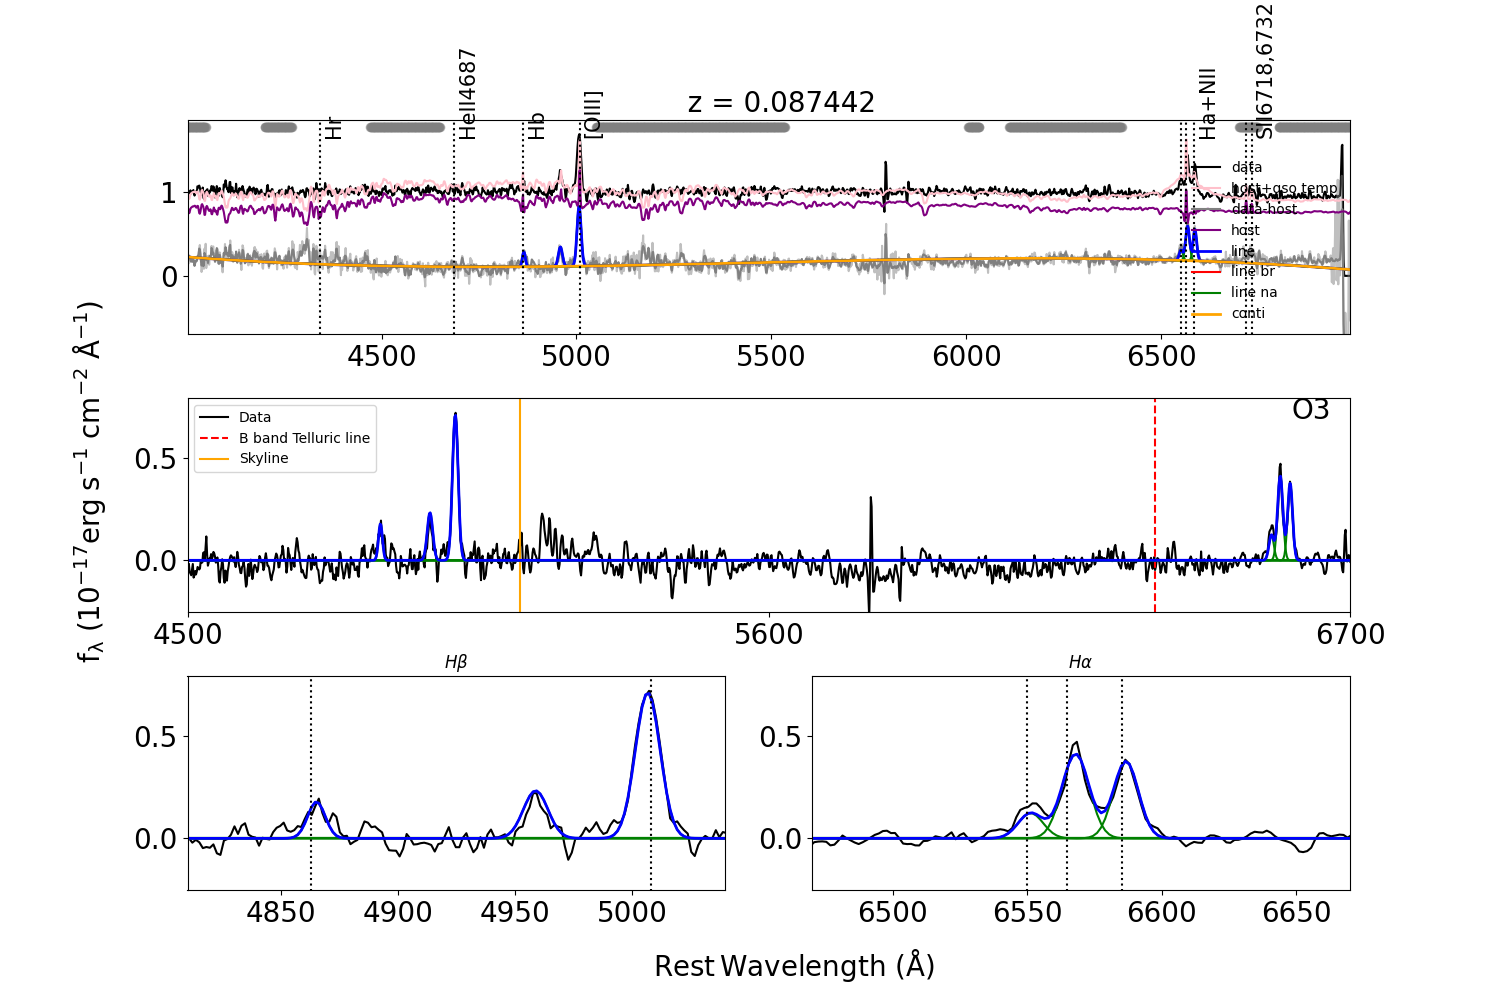 Hr
HeII4687
Hb
[OIII]
Ha+NII
SII6718,6732
z = 0.087442
data
host+qso temp
data-host
host
line
line br
line na
conti
1
0
4500
5000
5500
6000
6500
Data
B band Telluric line
Skyline
O3
0.5
0.0
4500
5600
6700
fλ (10−17erg s−1 cm−2 Å−1)
Hβ
0.5
0.0
4850
4900
4950
5000
Hα
0.5
0.0
6500
6550
6600
6650
Rest Wavelength (Å)